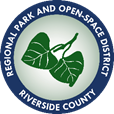 REGIONAL PARK AND OPEN-SPACE DISTRICT
RIVERSIDE COUNTY